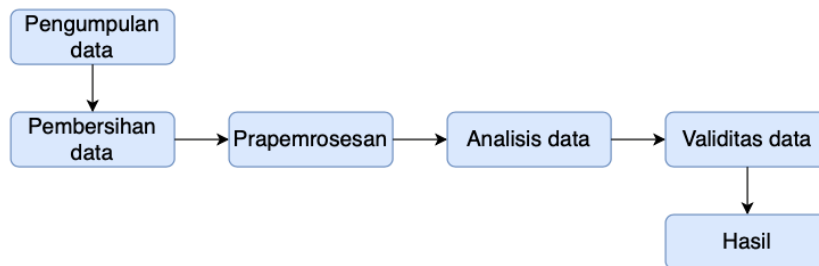 Pengumpulan
data
Pembersihan
data
Prapemrosesan
Analisis data
Validitas data
Hasil